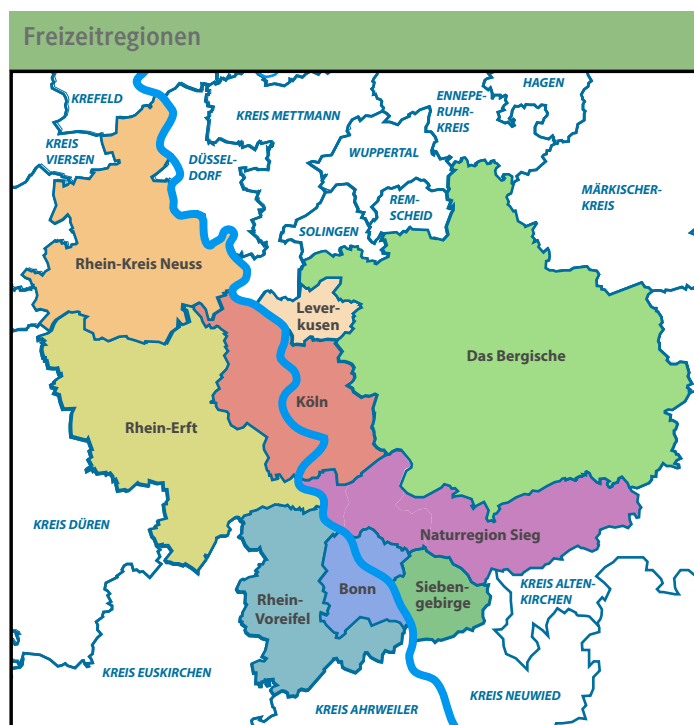 Freizeitregionen
HAGEN
KREFELD
ENNEPE-
RUHR-
KREIS
KREIS METTMANN
KREIS
VIERSEN
DÜSSEL-
DORF
WUPPERTAL
MÄRKISCHER-
KREIS
REM-
SCHEID
SOLINGEN
Rhein-Kreis Neuss
Lever-
kusen
Das Bergische
Köln
Rhein-Erft
KREIS DÜREN
Naturregion Sieg
Rhein-
Voreifel
Bonn
Sieben-
gebirge
KREIS ALTEN-
KIRCHEN
KREIS EUSKIRCHEN
KREIS NEUWIED
KREIS AHRWEILER